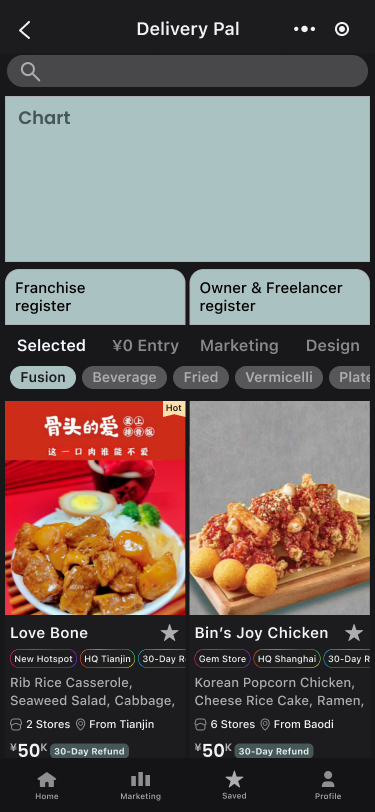 Delivery Pal
Chart
Franchise
register
Owner & Freelancer
register
Selected
¥0 Entry
Marketing
Design
Fusion
Beverage
Fried
Vermicelli
Plate
Hot
骨头的爱 爱上
排骨饭
这一口肉谁能不爱
Love Bone
Bin's Joy Chicken
New Hotspot
HQ Tianjin
30-Day R
Gem Store
HQ Shanghai
30-Day R
Rib Rice Casserole,
Seaweed Salad, Cabbage,
Korean Popcorn Chicken,
Cheese Rice Cake, Ramen,
2 Stores
From Tianjin
6 Stores
From Baodi
¥50K
30-Day Refund
¥50K
30-Day Refund
Home
Marketing
Saved
Profile